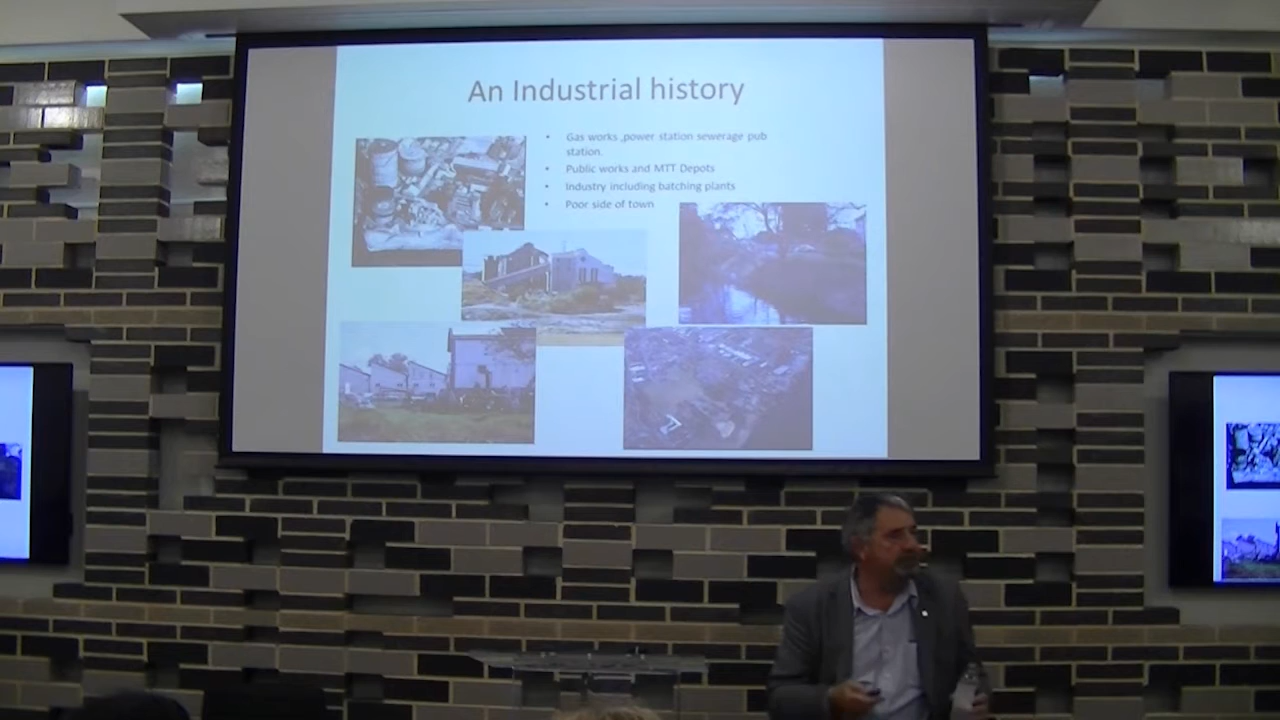 An Industrial history
• Gas works ,power station sewerage pub
station.
• Public works and MTT Depots
• Industry including batching plants
• Poor side of town